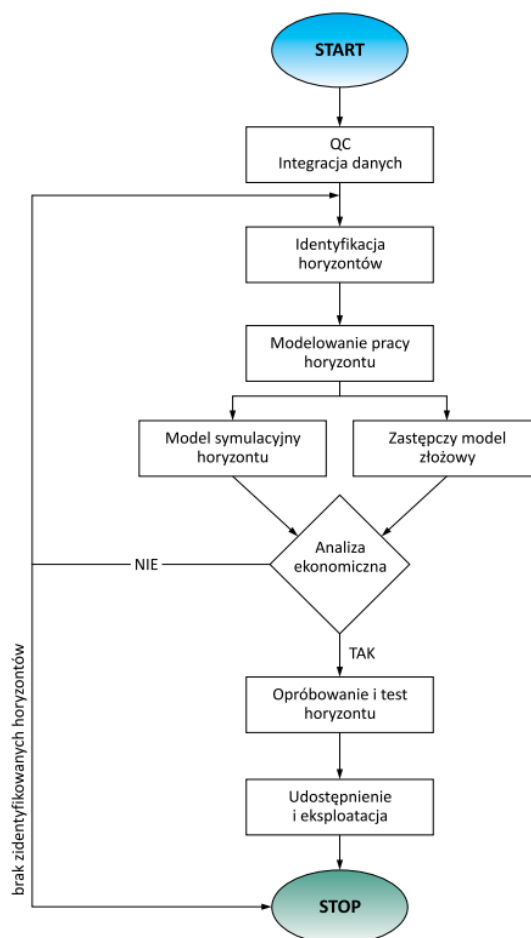 START
QC
Integracja danych
Identyfikacja
horyzontów
Modelowanie pracy
horyzontu
Model symulacyjny
horyzontu
Zastępczy model
złożowy
Analiza
ekonomiczna
NIE
TAK
Opróbowanie i test
horyzontu
Udostępnienie
i eksploatacja
brak zidentyfikowanych horyzontów
STOP